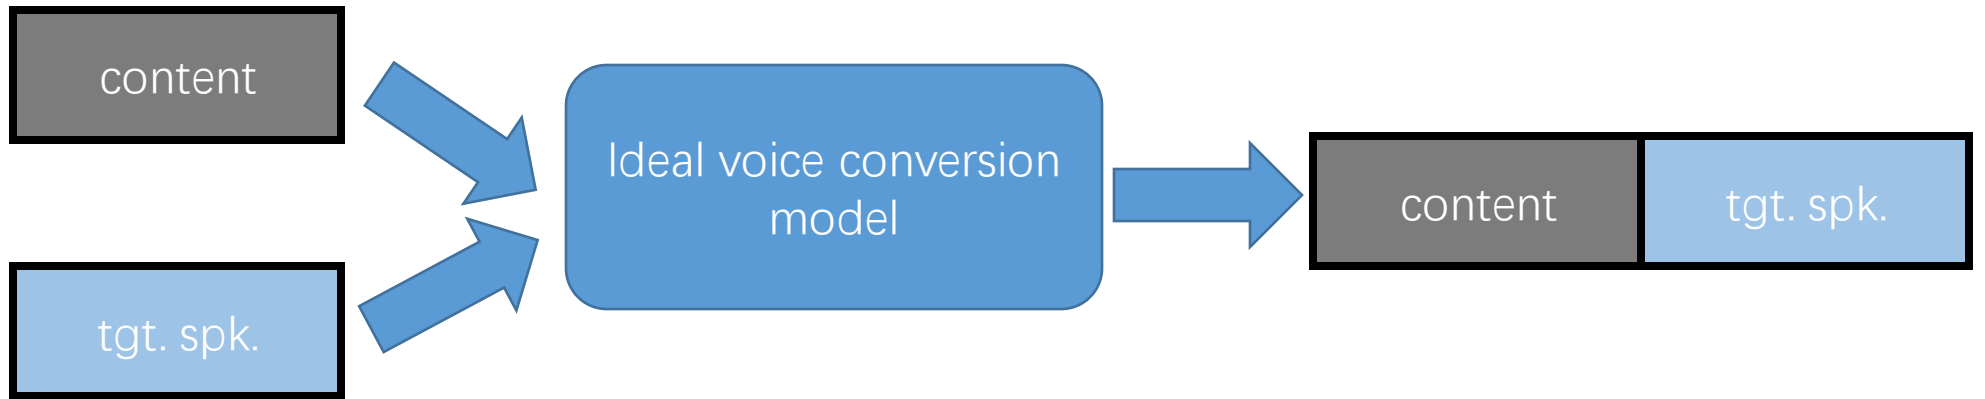 content
tgt. spk.
Ideal voice conversion
model
content
tgt. spk.